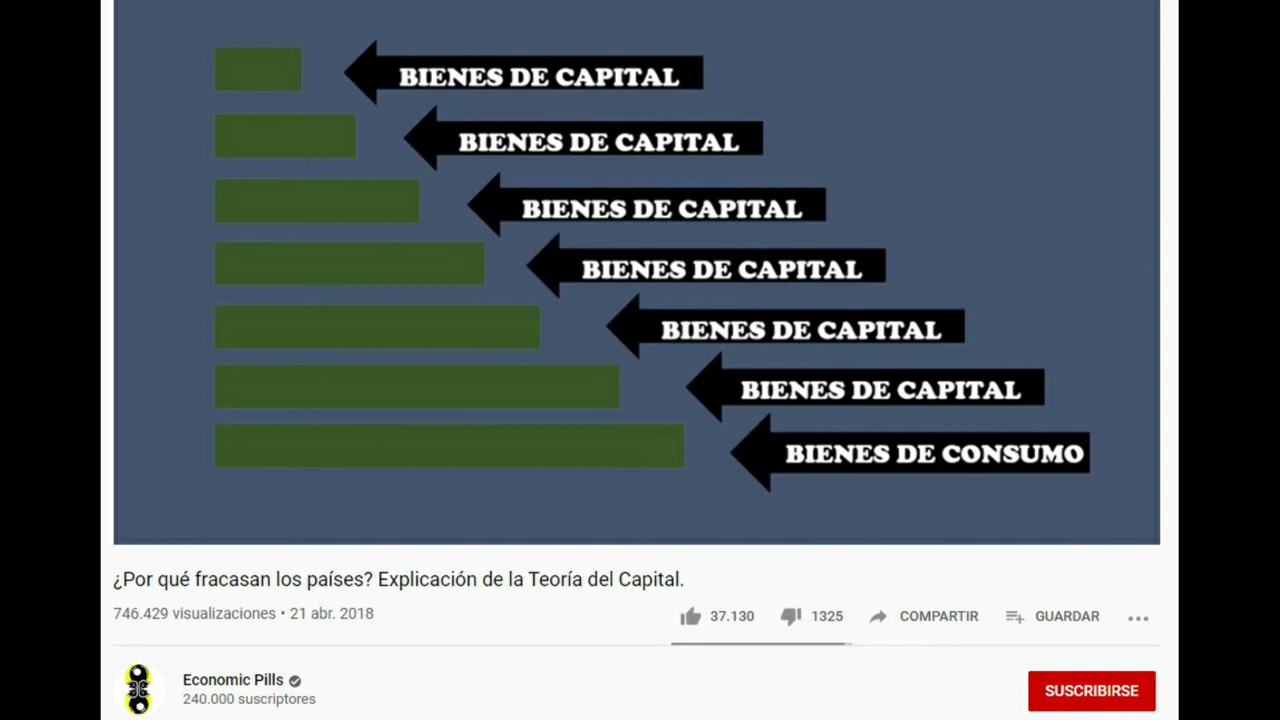 BIENES DE CAPITAL
BIENES DE CAPITAL
BIENES DE CAPITAL
BIENES DE CAPITAL
BIENES DE CAPITAL
BIENES DE CAPITAL
BIENES DE CONSUMO
¿Por qué fracasan los países? Explicación de la Teoría del Capital.
746.429 visualizaciones • 21 abr. 2018
37.130 1325 COMPARTIR GUARDAR
Economic Pills
240.000 suscriptores
SUSCRIBIRSE